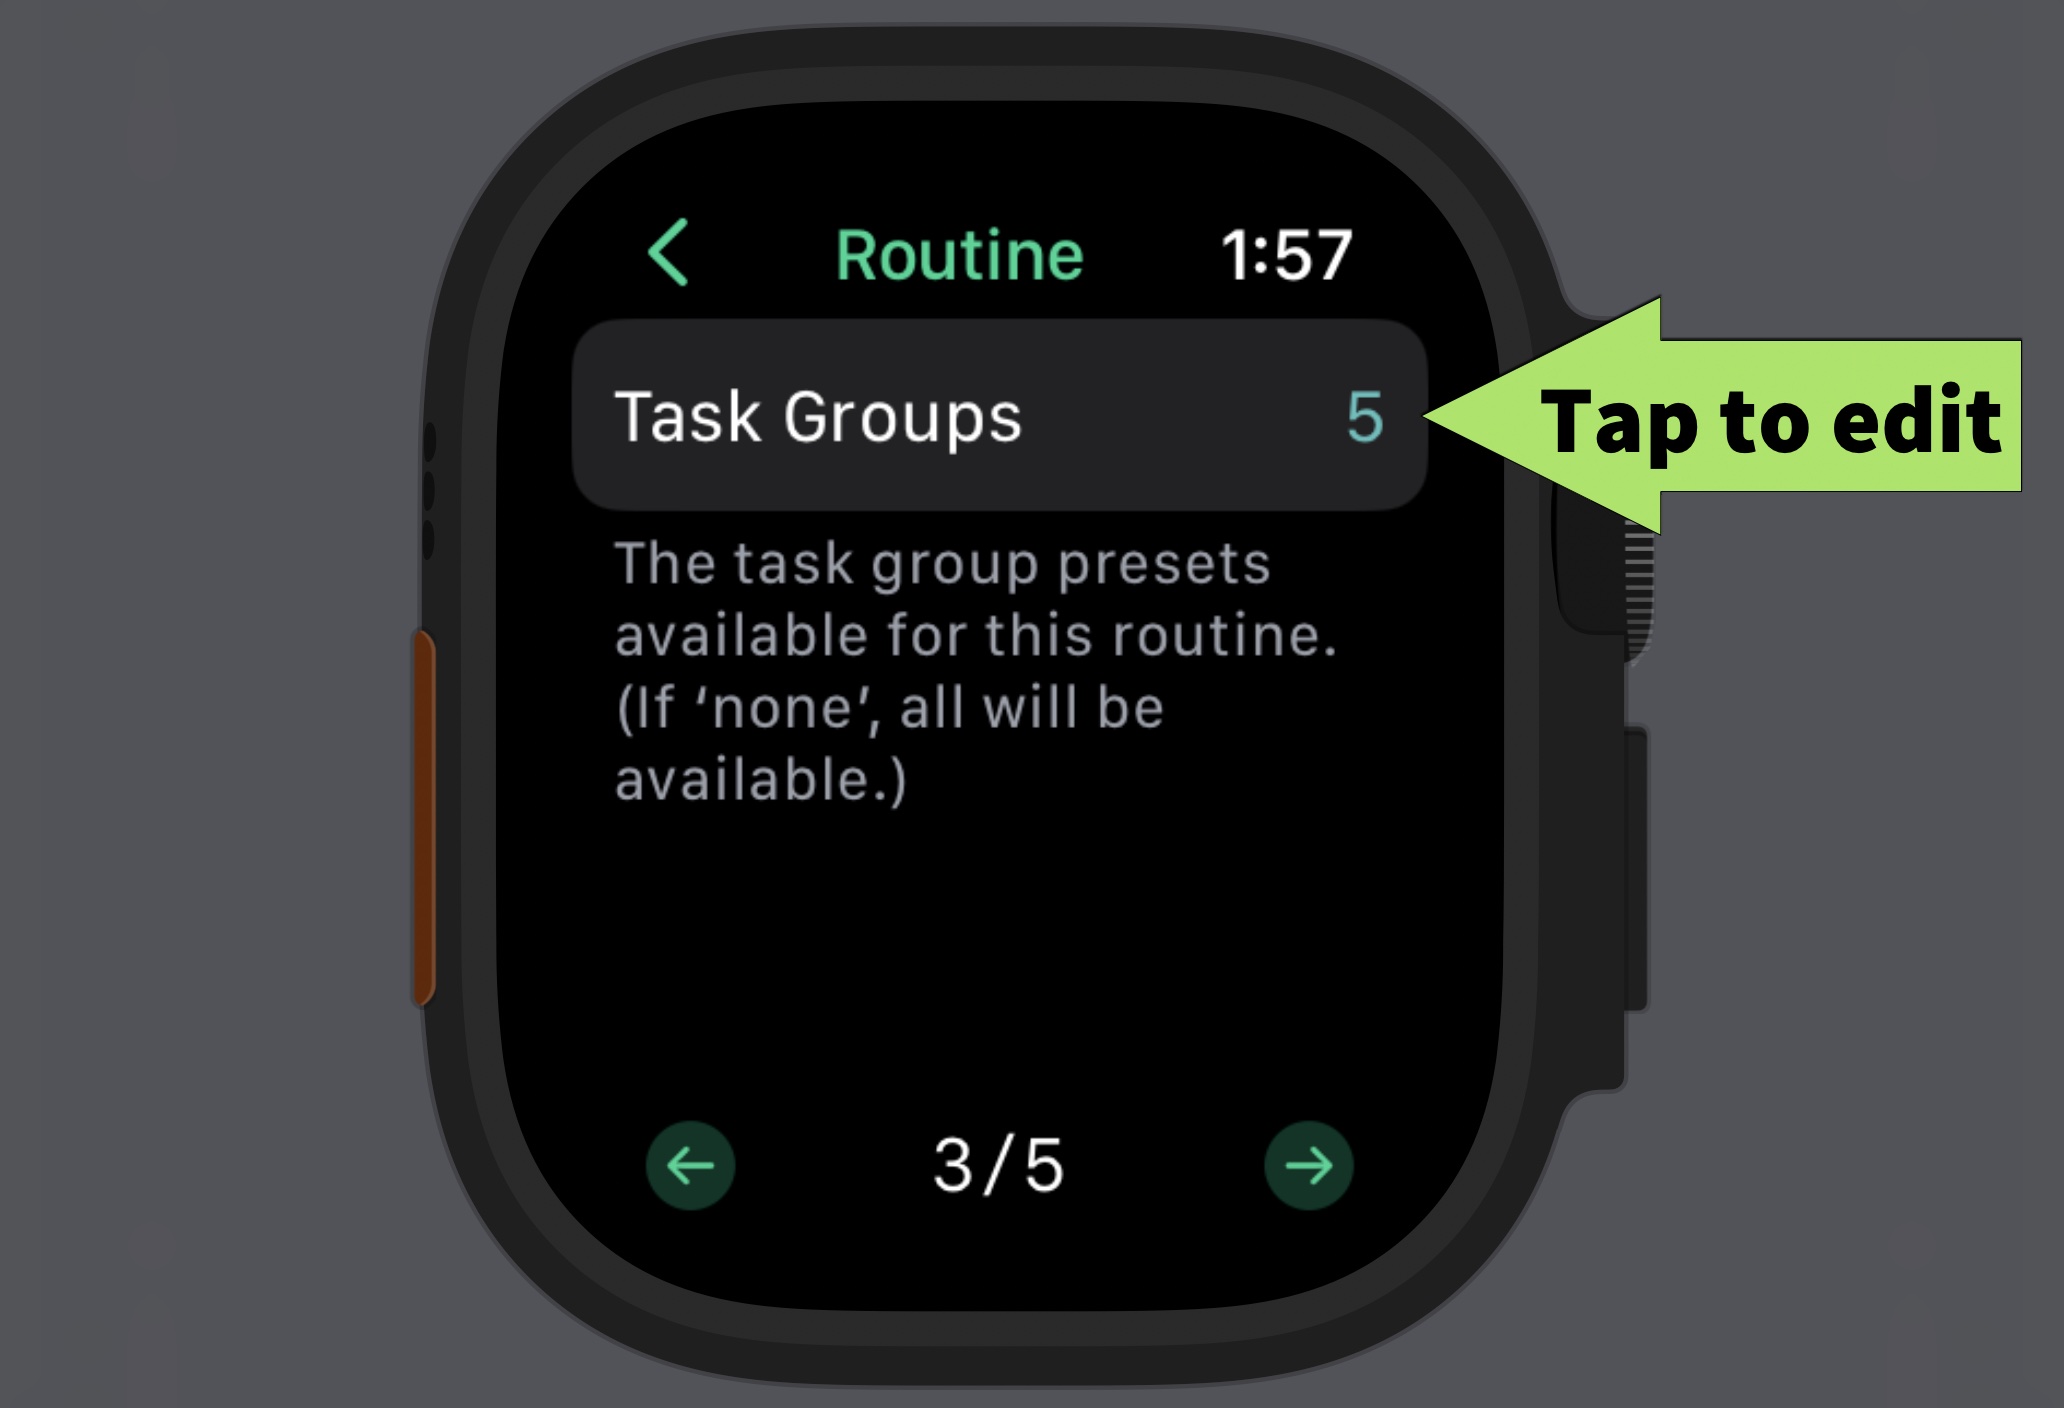 Routine 1:57
Task Groups 5
Tap to edit
The task group presets
available for this routine.
(If ‘none’, all will be
available.)
3/5